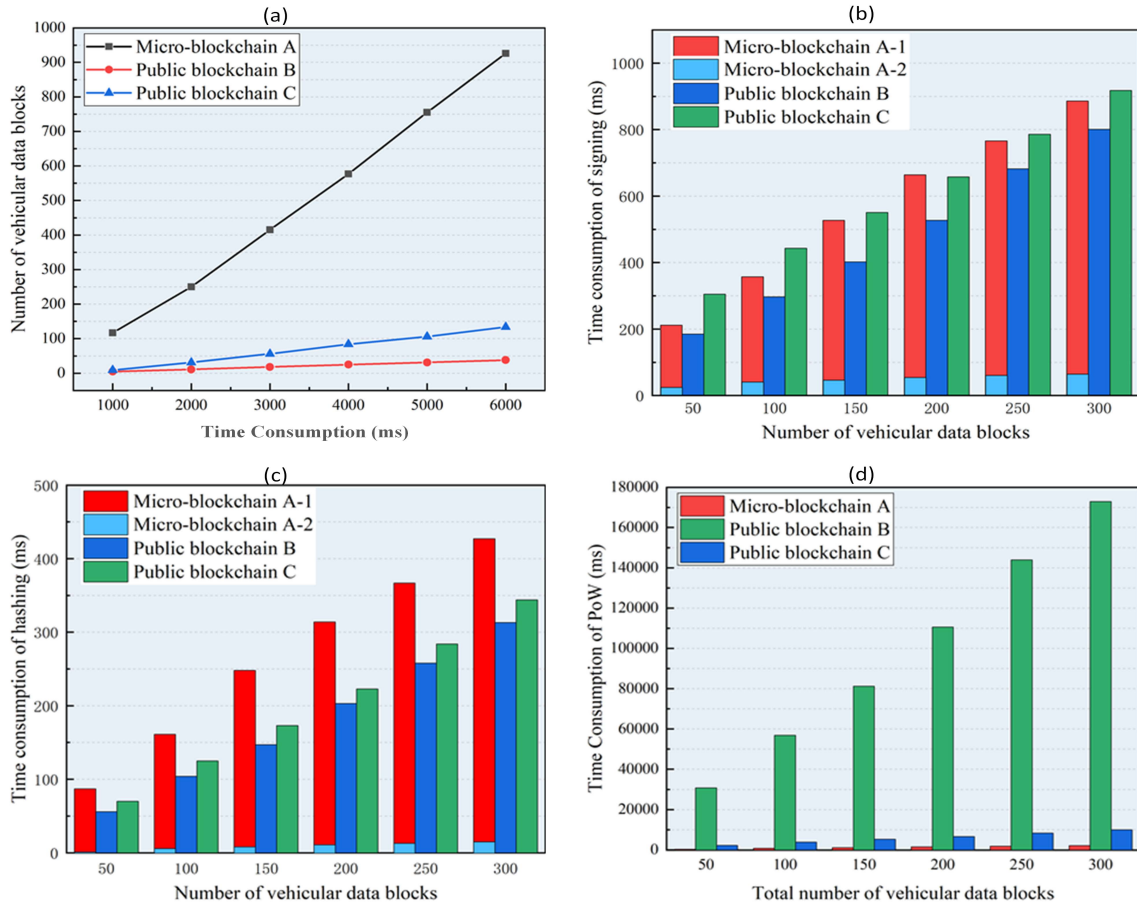 (a)
1000
900
800
700
600
500
400
300
200
100
0
Number of vehicular data blocks
Micro-blockchain A
Public blockchain B
Public blockchain C
1000 2000 3000 4000 5000 6000
Time Consumption (ms)
(b)
1000
800
600
400
200
0
Time consumption of signing (ms)
Micro-blockchain A-1
Micro-blockchain A-2
Public blockchain B
Public blockchain C
50 100 150 200 250 300
Number of vehicular data blocks
(c)
500
400
300
200
100
0
Time consumption of hashing (ms)
Micro-blockchain A-1
Micro-blockchain A-2
Public blockchain B
Public blockchain C
50 100 150 200 250 300
Number of vehicular data blocks
(d)
180000
160000
140000
120000
100000
80000
60000
40000
20000
0
Time Consumption of PoW (ms)
Micro-blockchain A
Public blockchain B
Public blockchain C
50 100 150 200 250 300
Total number of vehicular data blocks